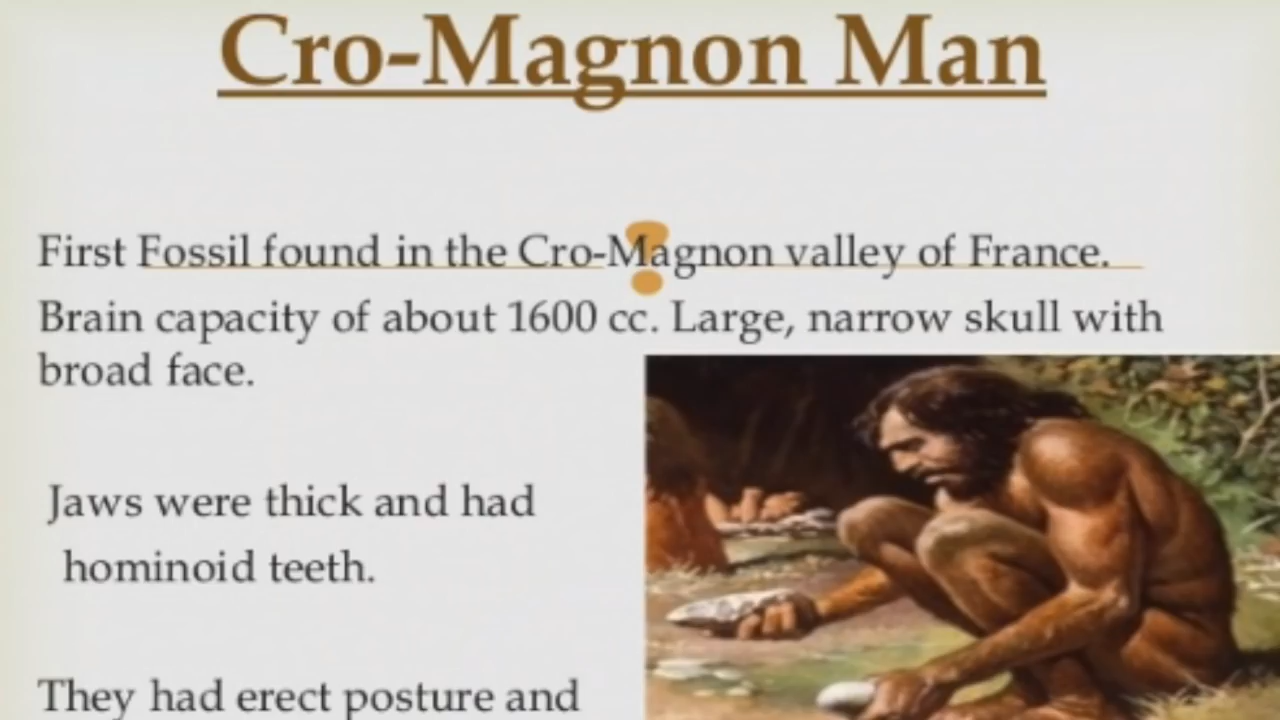 Cro-Magnon Man
First Fossil found in the Cro-Magnon valley of France.
Brain capacity of about 1600 cc. Large, narrow skull with
broad face.
Jaws were thick and had
hominoid teeth.
They had erect posture and